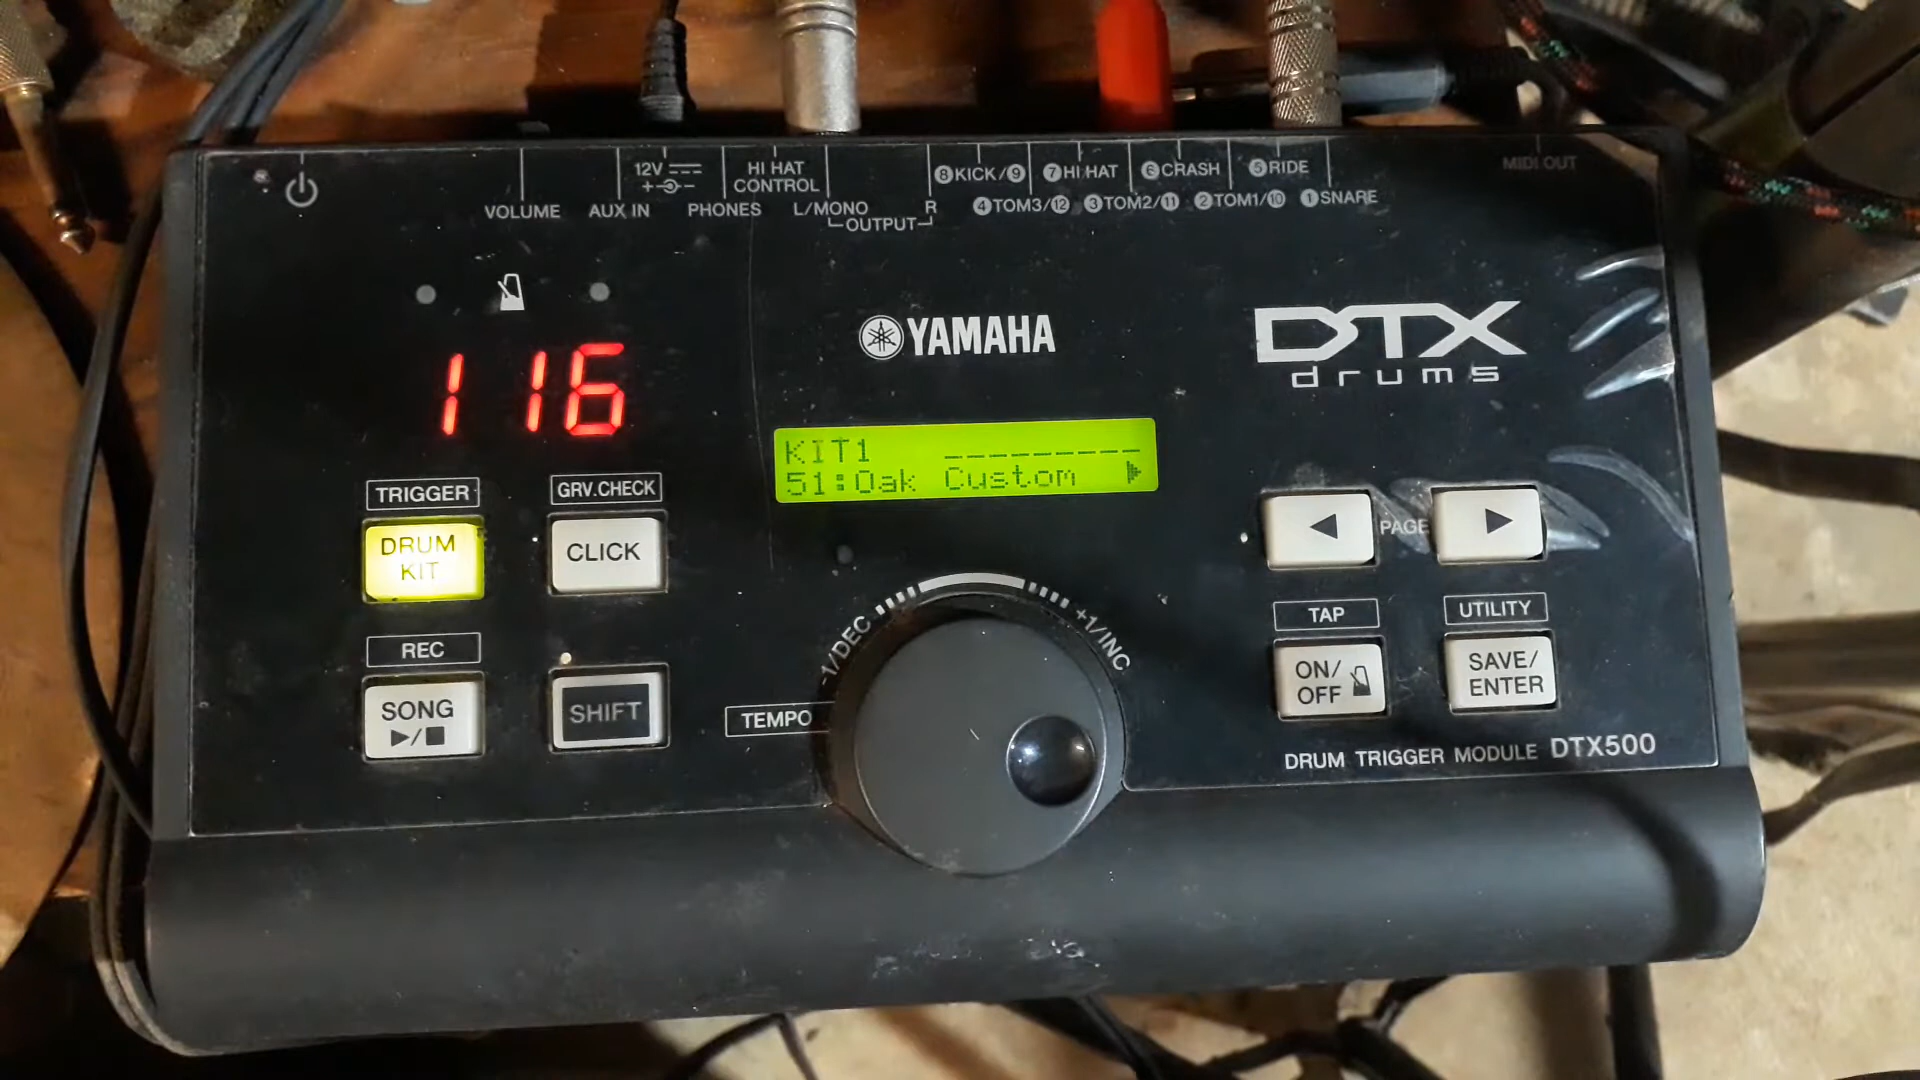 12V
HI HAT
CONTROL
⑧KICK/⑨
⑦HI HAT
⑥CRASH
⑤RIDE
MIDI OUT
VOLUME
AUX IN
PHONES
L/MONO
R
OUTPUT
④TOM3/⑫
③TOM2/⑪
②TOM1/⑩
①SNARE
116
YAMAHA
DTX
drums
KIT1
51:Oak Custom
TRIGGER
GRV.CHECK
DRUM
KIT
CLICK
PAGE
REC
SONG
SHIFT
TEMPO
-1/DEC
+1/INC
TAP
UTILITY
ON/
OFF
SAVE/
ENTER
DRUM TRIGGER MODULE DTX500